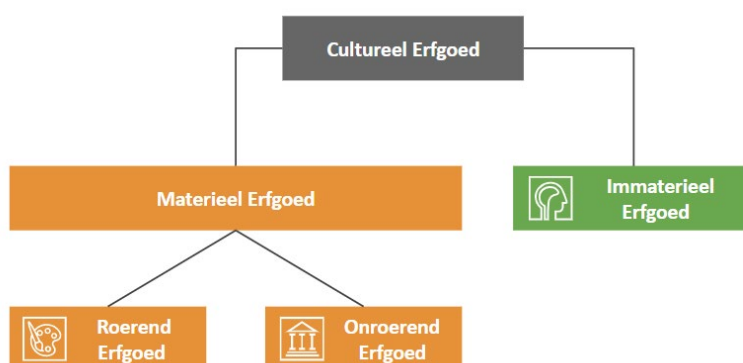 Cultureel Erfgoed
Materieel Erfgoed
Immaterieel
Erfgoed
Roerend
Erfgoed
Onroerend
Erfgoed